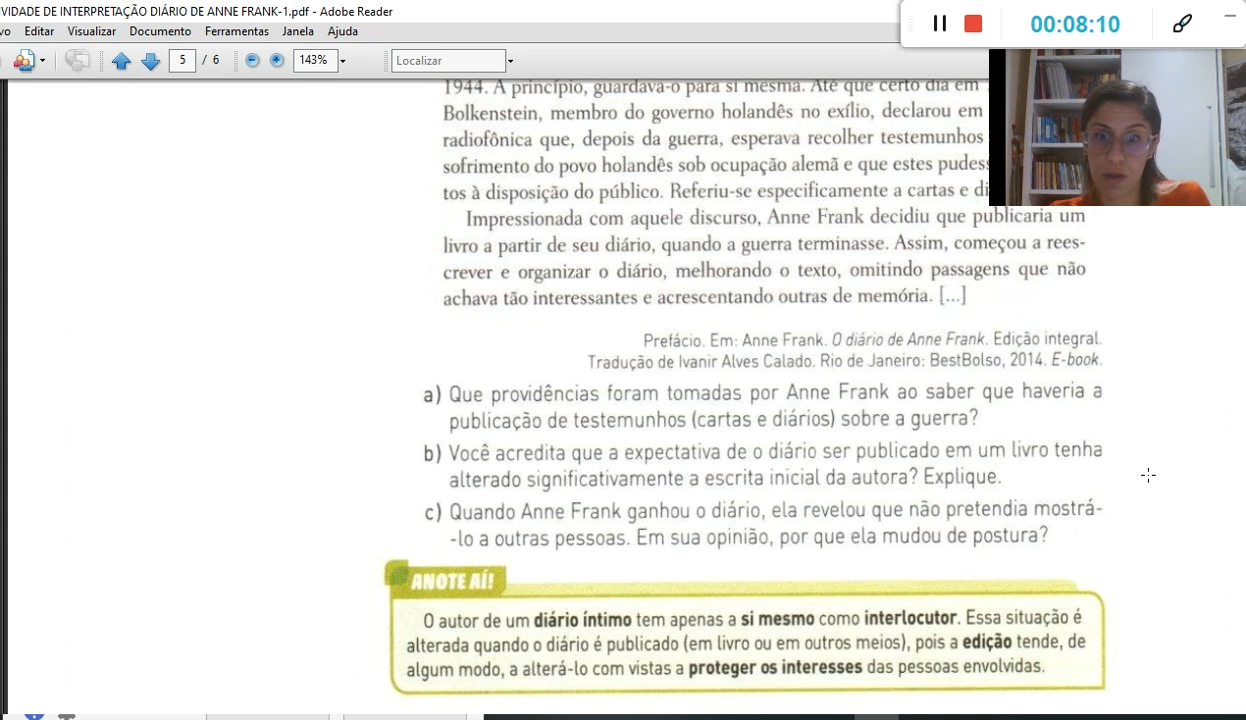 IVIDADE DE INTERPRETAÇÃO DIÁRIO DE ANNE FRANK-1.pdf - Adobe Reader
vo Editar Visualizar Documento Ferramentas Janela Ajuda
00:08:10
5 / 6 143% Localizar
1944. A princípio, guardava-o para si mesma. Até que certo dia em
Bolkenstein, membro do governo holandês no exílio, declarou em
radiofônica que, depois da guerra, esperava recolher testemunhos
sofrimento do povo holandês sob ocupação alemã e que estes pudess
tos à disposição do público. Referiu-se especificamente a cartas e di
Impressionada com aquele discurso, Anne Frank decidiu que publicaria um
livro a partir de seu diário, quando a guerra terminasse. Assim, começou a rees-
crever e organizar o diário, melhorando o texto, omitindo passagens que não
achava tão interessantes e acrescentando outras de memória. [...]
Prefácio. Em: Anne Frank. O diário de Anne Frank. Edição integral.
Tradução de Ivanir Alves Calado. Rio de Janeiro: BestBolso, 2014. E-book.
a) Que providências foram tomadas por Anne Frank ao saber que haveria a
publicação de testemunhos (cartas e diários) sobre a guerra?
b) Você acredita que a expectativa de o diário ser publicado em um livro tenha
alterado significativamente a escrita inicial da autora? Explique.
c) Quando Anne Frank ganhou o diário, ela revelou que não pretendia mostrá-
-lo a outras pessoas. Em sua opinião, por que ela mudou de postura?
ANOTE AÍ!
O autor de um diário íntimo tem apenas a si mesmo como interlocutor. Essa situação é
alterada quando o diário é publicado (em livro ou em outros meios), pois a edição tende, de
algum modo, a alterá-lo com vistas a proteger os interesses das pessoas envolvidas.